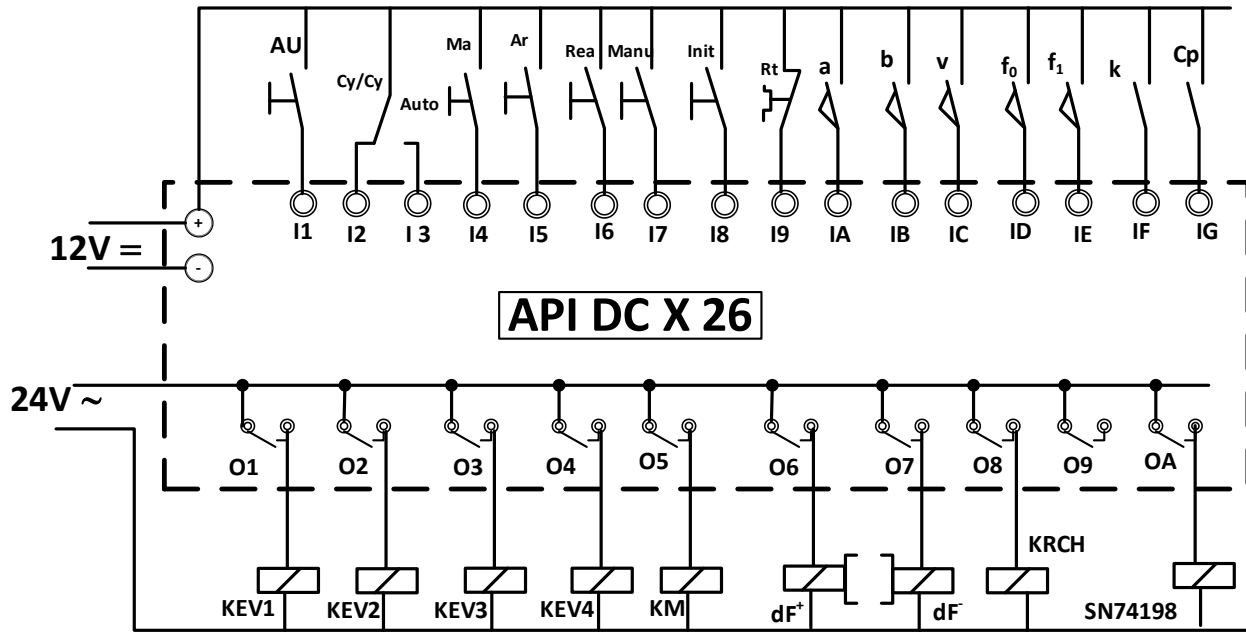 AU
Cy/Cy
Auto
Ma
Ar
Rea
Manu
Init
Rt
a
b
v
f₀
f₁
k
Cp
+
12V =
-
I1
I2
I 3
I4
I5
I6
I7
I8
I9
IA
IB
IC
ID
IE
IF
IG
API DC X 26
24V ~
O1
O2
O3
O4
O5
O6
O7
O8
O9
OA
KEV1
KEV2
KEV3
KEV4
KM
dF⁺
dF⁻
KRCH
SN74198